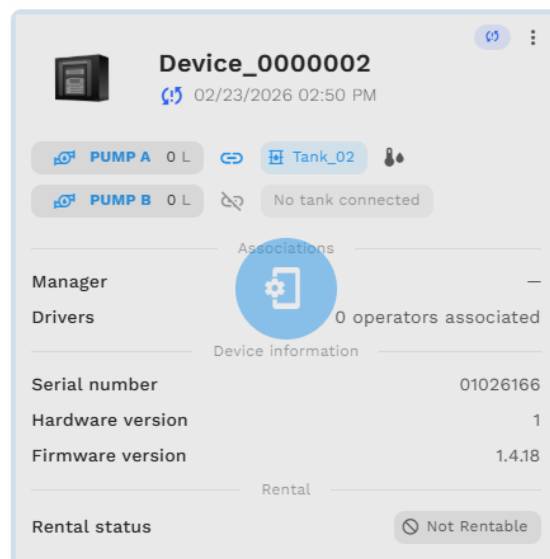 Device_0000002
02/23/2026 02:50 PM
PUMP A 0 L Tank_02
PUMP B 0 L No tank connected
Associations
Manager —
Drivers 0 operators associated
Device information
Serial number 01026166
Hardware version 1
Firmware version 1.4.18
Rental
Rental status Not Rentable